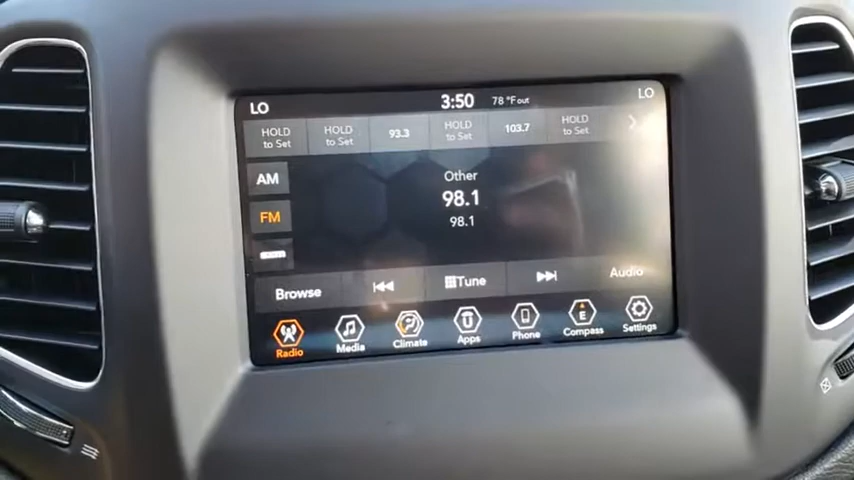 LO 3:50 78 °F out LO
HOLD to Set HOLD to Set 93.3 HOLD to Set 103.7 HOLD to Set
AM
Other
FM
98.1
98.1
Browse Tune Audio
Radio Media Climate Apps Phone E Compass Settings